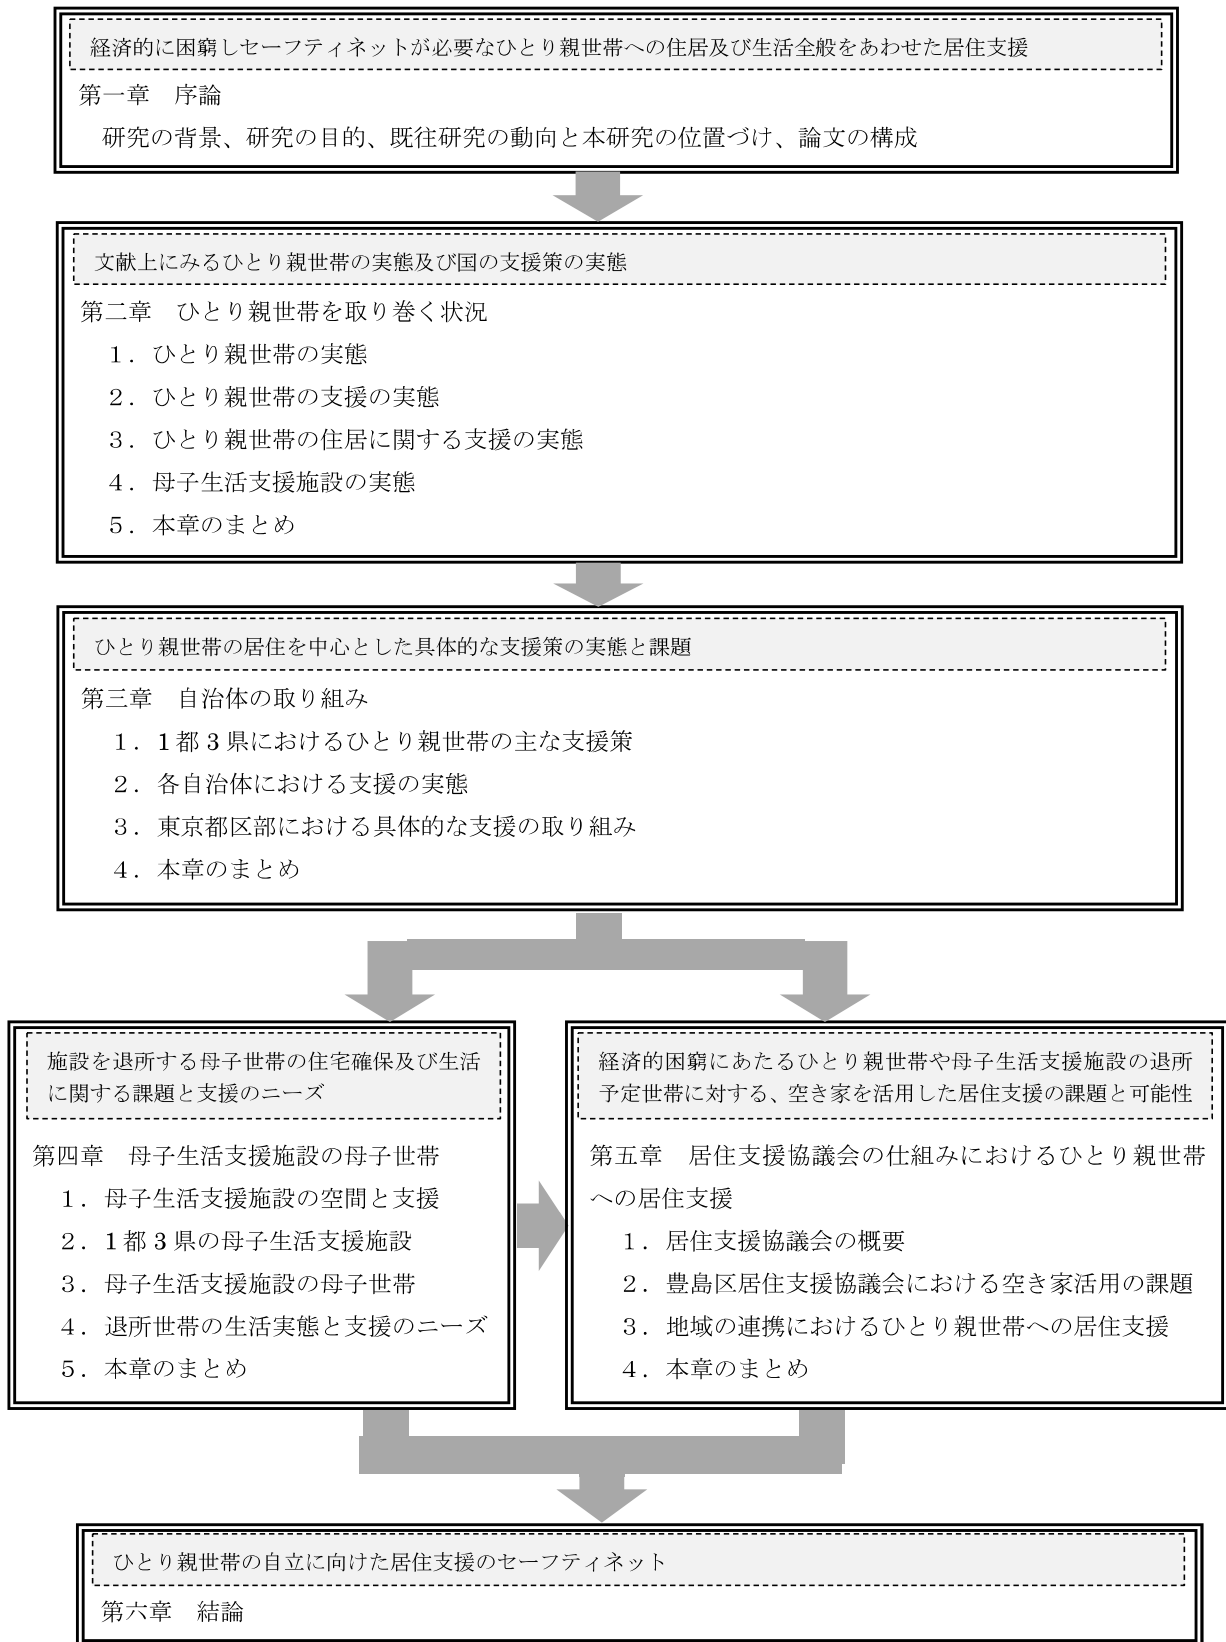 経済的に困窮しセーフティネットが必要なひとり親世帯への住居及び生活全般をあわせた居住支援
第一章　序論
研究の背景、研究の目的、既往研究の動向と本研究の位置づけ、論文の構成
文献上にみるひとり親世帯の実態及び国の支援策の実態
第二章　ひとり親世帯を取り巻く状況
１．ひとり親世帯の実態
２．ひとり親世帯の支援の実態
３．ひとり親世帯の住居に関する支援の実態
４．母子生活支援施設の実態
５．本章のまとめ
ひとり親世帯の居住を中心とした具体的な支援策の実態と課題
第三章　自治体の取り組み
１．1都3県におけるひとり親世帯の主な支援策
２．各自治体における支援の実態
３．東京都区部における具体的な支援の取り組み
４．本章のまとめ
施設を退所する母子世帯の住宅確保及び生活
に関する課題と支援のニーズ
第四章　母子生活支援施設の母子世帯
１．母子生活支援施設の空間と支援
２．1都3県の母子生活支援施設
３．母子生活支援施設の母子世帯
４．退所世帯の生活実態と支援のニーズ
５．本章のまとめ
経済的困窮にあたるひとり親世帯や母子生活支援施設の退所
予定世帯に対する、空き家を活用した居住支援の課題と可能性
第五章　居住支援協議会の仕組みにおけるひとり親世帯
への居住支援
１．居住支援協議会の概要
２．豊島区居住支援協議会における空き家活用の課題
３．地域の連携におけるひとり親世帯への居住支援
４．本章のまとめ
ひとり親世帯の自立に向けた居住支援のセーフティネット
第六章　結論